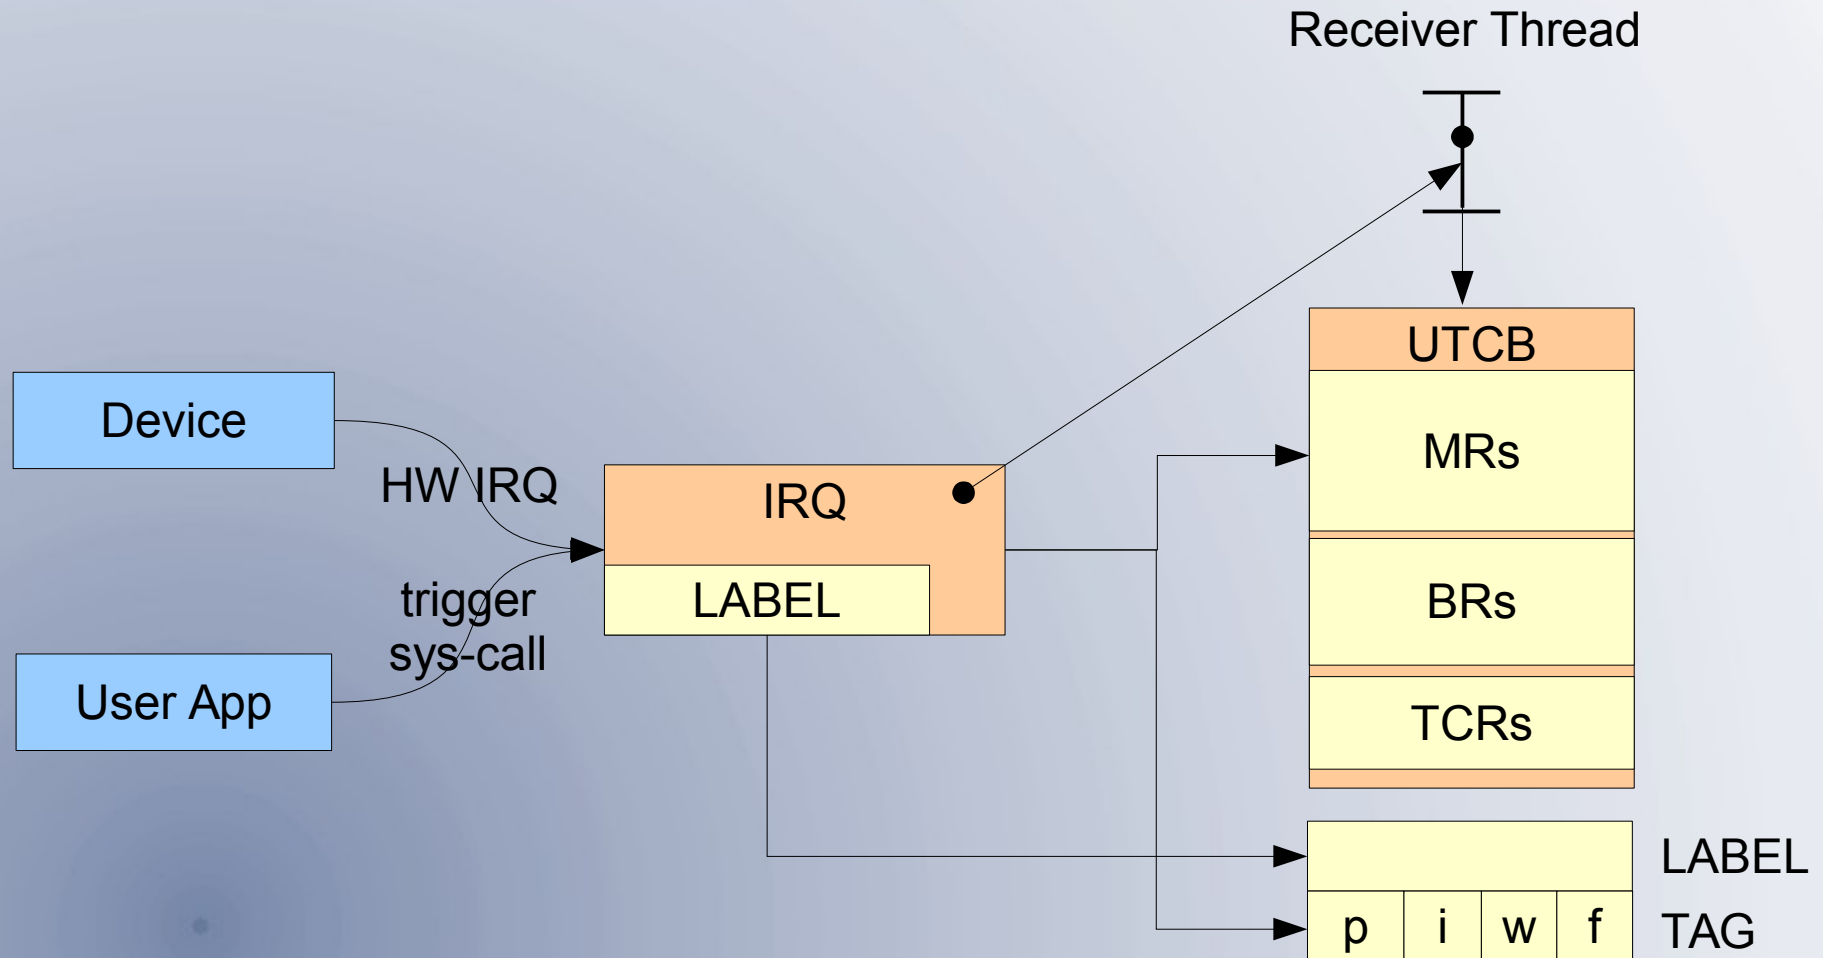 Receiver Thread
UTCB
Device
MRs
HW IRQ
IRQ
trigger
sys-call
LABEL
BRs
User App
TCRs
LABEL
p i w f
TAG